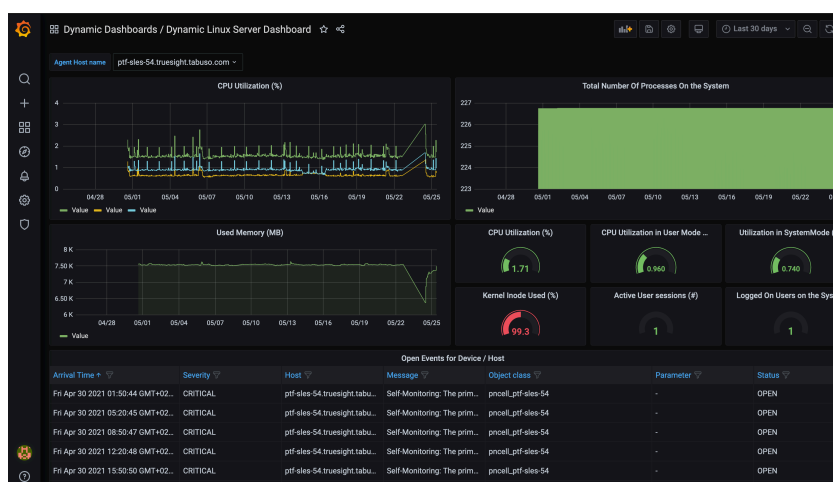 Dynamic Dashboards / Dynamic Linux Server Dashboard
Last 30 days
Agent Host name ptf-sles-54.truesight.tabuso.com
CPU Utilization (%)
4
3
2
1
0
04/28 05/01 05/04 05/07 05/10 05/13 05/16 05/19 05/22 05/25
Value Value Value
Total Number Of Processes On the System
227
226
225
224
223
04/28 05/01 05/04 05/07 05/10 05/13 05/16 05/19 05/22 0
Value
Used Memory (MB)
8 K
7.50 K
7 K
6.50 K
6 K
04/28 05/01 05/04 05/07 05/10 05/13 05/16 05/19 05/22 05/25
Value
CPU Utilization (%)
1.71
CPU Utilization in User Mode ...
0.960
Utilization in SystemMode (
0.740
Kernel Inode Used (%)
99.3
Active User sessions (#)
1
Logged On Users on the Sys
1
Open Events for Device / Host
Arrival Time Severity Host Message Object class Parameter Status
Fri Apr 30 2021 01:50:44 GMT+02... CRITICAL ptf-sles-54.truesight.tabu... Self-Monitoring: The prim... pncell_ptf-sles-54 - OPEN
Fri Apr 30 2021 05:20:45 GMT+02... CRITICAL ptf-sles-54.truesight.tabu... Self-Monitoring: The prim... pncell_ptf-sles-54 - OPEN
Fri Apr 30 2021 08:50:47 GMT+02... CRITICAL ptf-sles-54.truesight.tabu... Self-Monitoring: The prim... pncell_ptf-sles-54 - OPEN
Fri Apr 30 2021 12:20:48 GMT+02... CRITICAL ptf-sles-54.truesight.tabu... Self-Monitoring: The prim... pncell_ptf-sles-54 - OPEN
Fri Apr 30 2021 15:50:50 GMT+02... CRITICAL ptf-sles-54.truesight.tabu... Self-Monitoring: The prim... pncell_ptf-sles-54 - OPEN